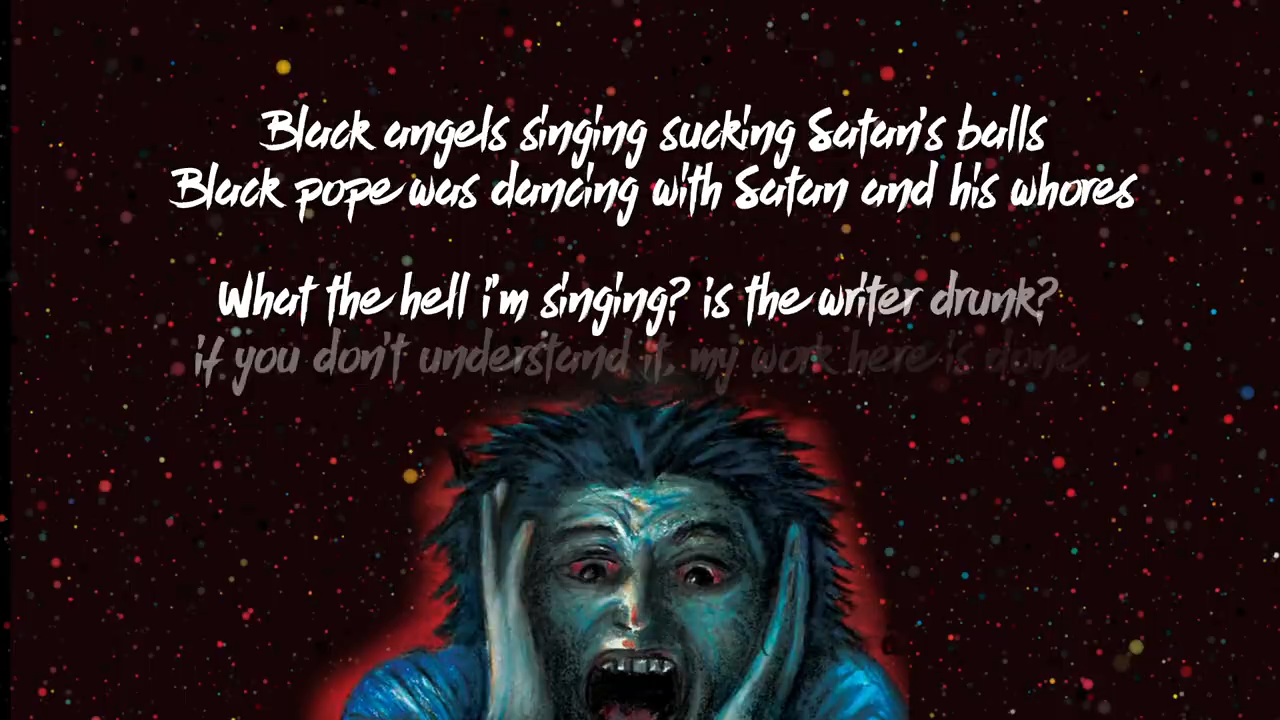 Black angels singing sucking Satan's balls
Black pope was dancing with Satan and his whores
What the hell i'm singing? is the writer drunk?
if you don't understand it, my work here is done